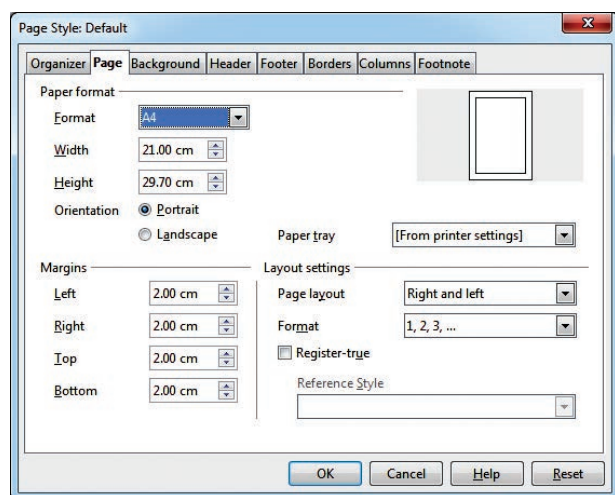 Page Style: Default
Organizer Page Background Header Footer Borders Columns Footnote
Paper format
Format A4
Width 21.00 cm
Height 29.70 cm
Orientation Portrait
Landscape Paper tray [From printer settings]
Margins Layout settings
Left 2.00 cm Page layout Right and left
Right 2.00 cm Format 1, 2, 3, ...
Top 2.00 cm Register-true
Bottom 2.00 cm Reference Style
OK Cancel Help Reset